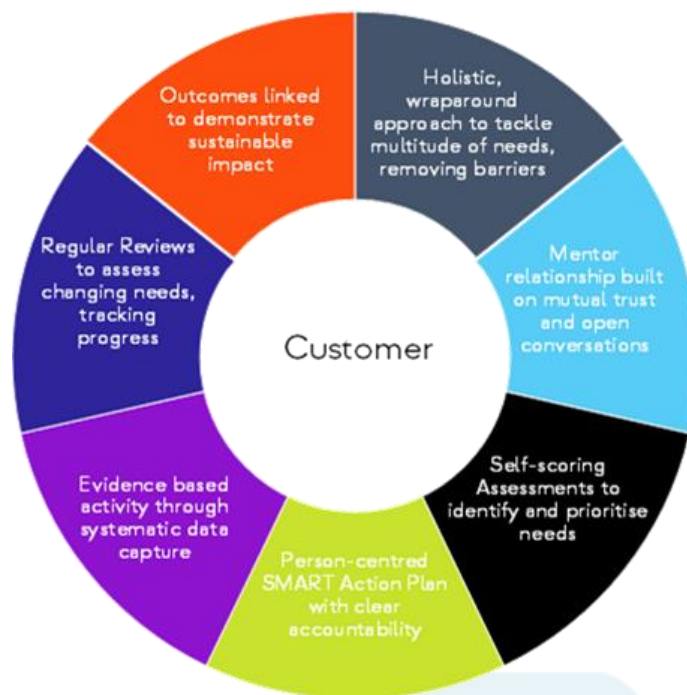 Holistic,
wraparound
approach to tackle
multitude of needs,
removing barriers
Mentor
relationship built
on mutual trust
and open
conversations
Self-scoring
Assessments to
identify and prioritise
needs
Person-centred
SMART Action Plan
with clear
accountability
Evidence based
activity through
systematic data
capture
Regular Reviews
to assess
changing needs,
tracking
progress
Outcomes linked
to demonstrate
sustainable
impact
Customer